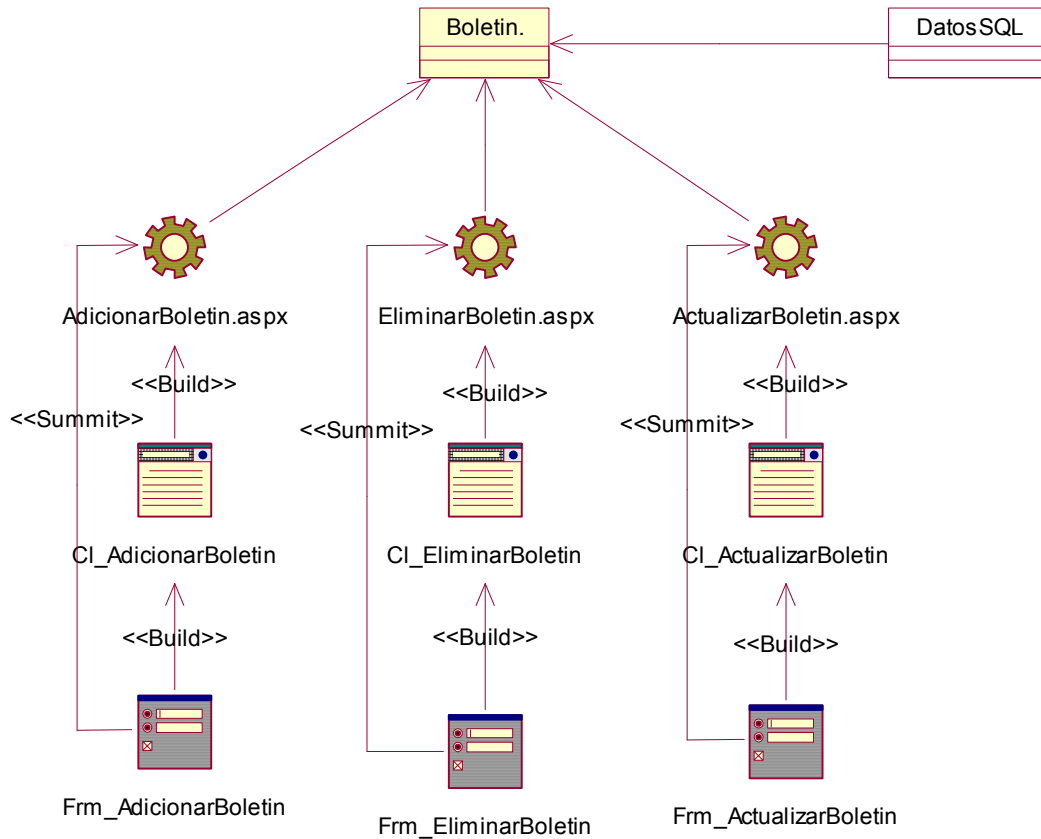 Boletin.
DatosSQL
AdicionarBoletin.aspx
EliminarBoletin.aspx
ActualizarBoletin.aspx
<<Build>>
<<Build>>
<<Build>>
<<Summit>>
<<Summit>>
<<Summit>>
Cl_AdicionarBoletin
Cl_EliminarBoletin
Cl_ActualizarBoletin
<<Build>>
<<Build>>
<<Build>>
Frm_AdicionarBoletin
Frm_EliminarBoletin
Frm_ActualizarBoletin